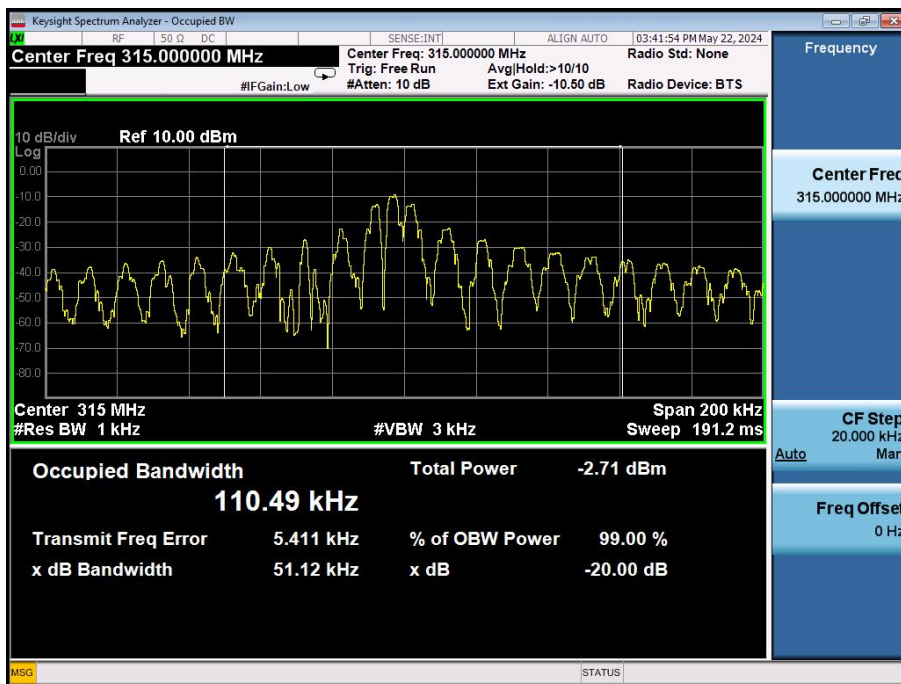 Keysight Spectrum Analyzer - Occupied BW
LXI RF 50 Ω DC SENSE:INT ALIGN AUTO 03:41:54 PM May 22, 2024
Center Freq 315.000000 MHz Center Freq: 315.000000 MHz Radio Std: None Frequency
Trig: Free Run Avg|Hold:>10/10
#IFGain:Low #Atten: 10 dB Ext Gain: -10.50 dB Radio Device: BTS
10 dB/div Ref 10.00 dBm
Log
0.00
-10.0
-20.0
-30.0
-40.0
-50.0
-60.0
-70.0
-80.0
Center 315 MHz Span 200 kHz
#Res BW 1 kHz #VBW 3 kHz Sweep 191.2 ms
Occupied Bandwidth Total Power -2.71 dBm
110.49 kHz
Transmit Freq Error 5.411 kHz % of OBW Power 99.00 %
x dB Bandwidth 51.12 kHz x dB -20.00 dB
Center Freq
315.000000 MHz
CF Step
20.000 kHz
Auto Man
Freq Offset
0 Hz
MSG STATUS